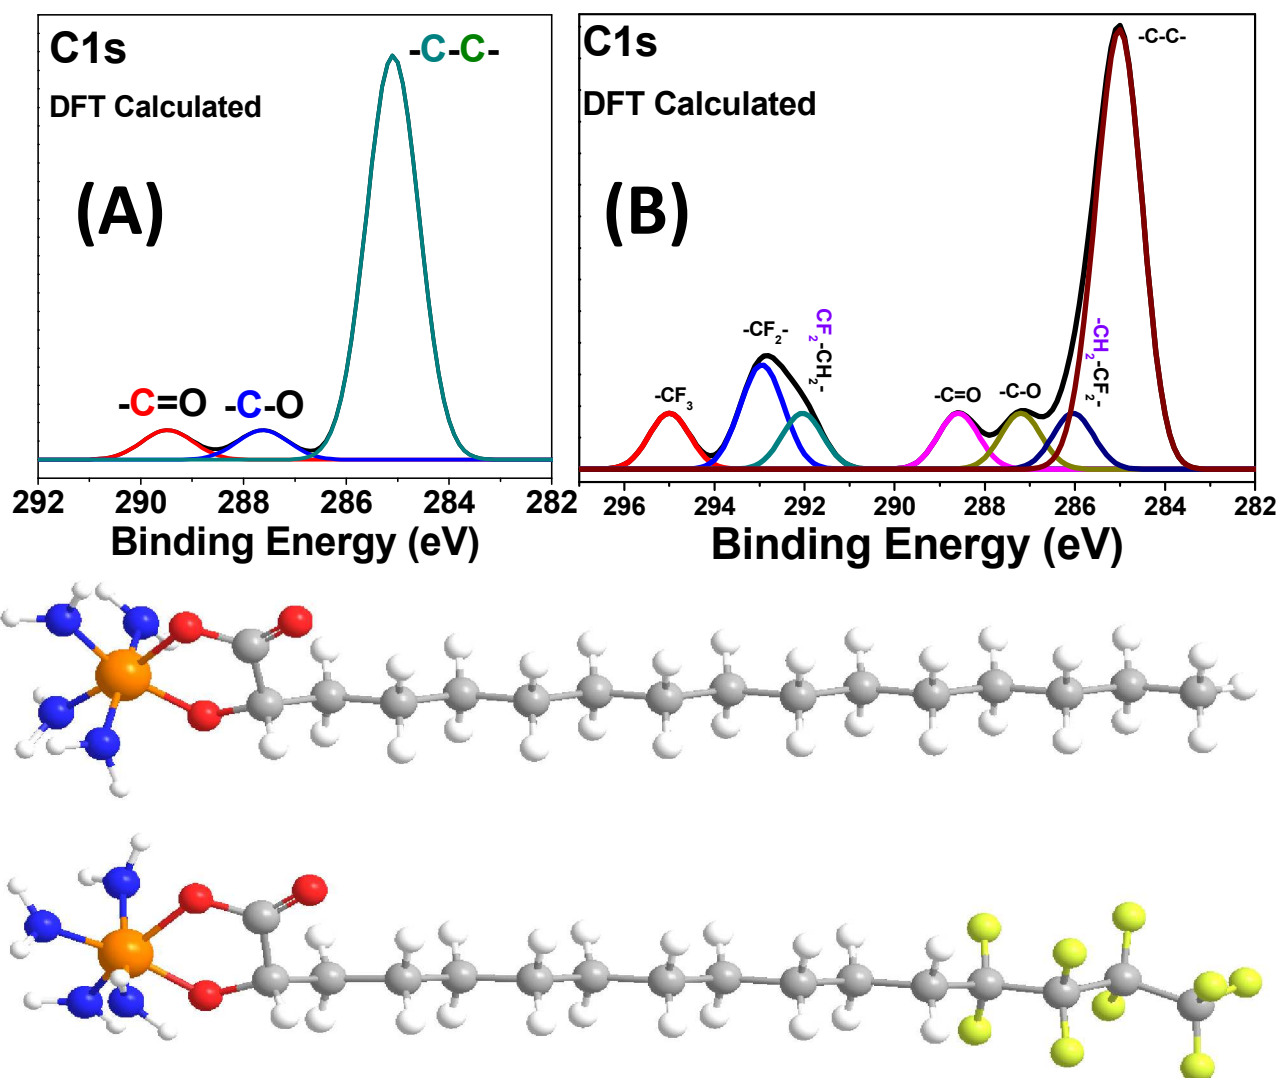 C1s
DFT Calculated
(A)
-C-C-
-C=O
-C-O
292 290 288 286 284 282
Binding Energy (eV)
C1s
DFT Calculated
(B)
-C-C-
-CF3
-CF2-
CF2-CH2-
-C=O
-C-O
-CH2-CF2-
296 294 292 290 288 286 284 282
Binding Energy (eV)